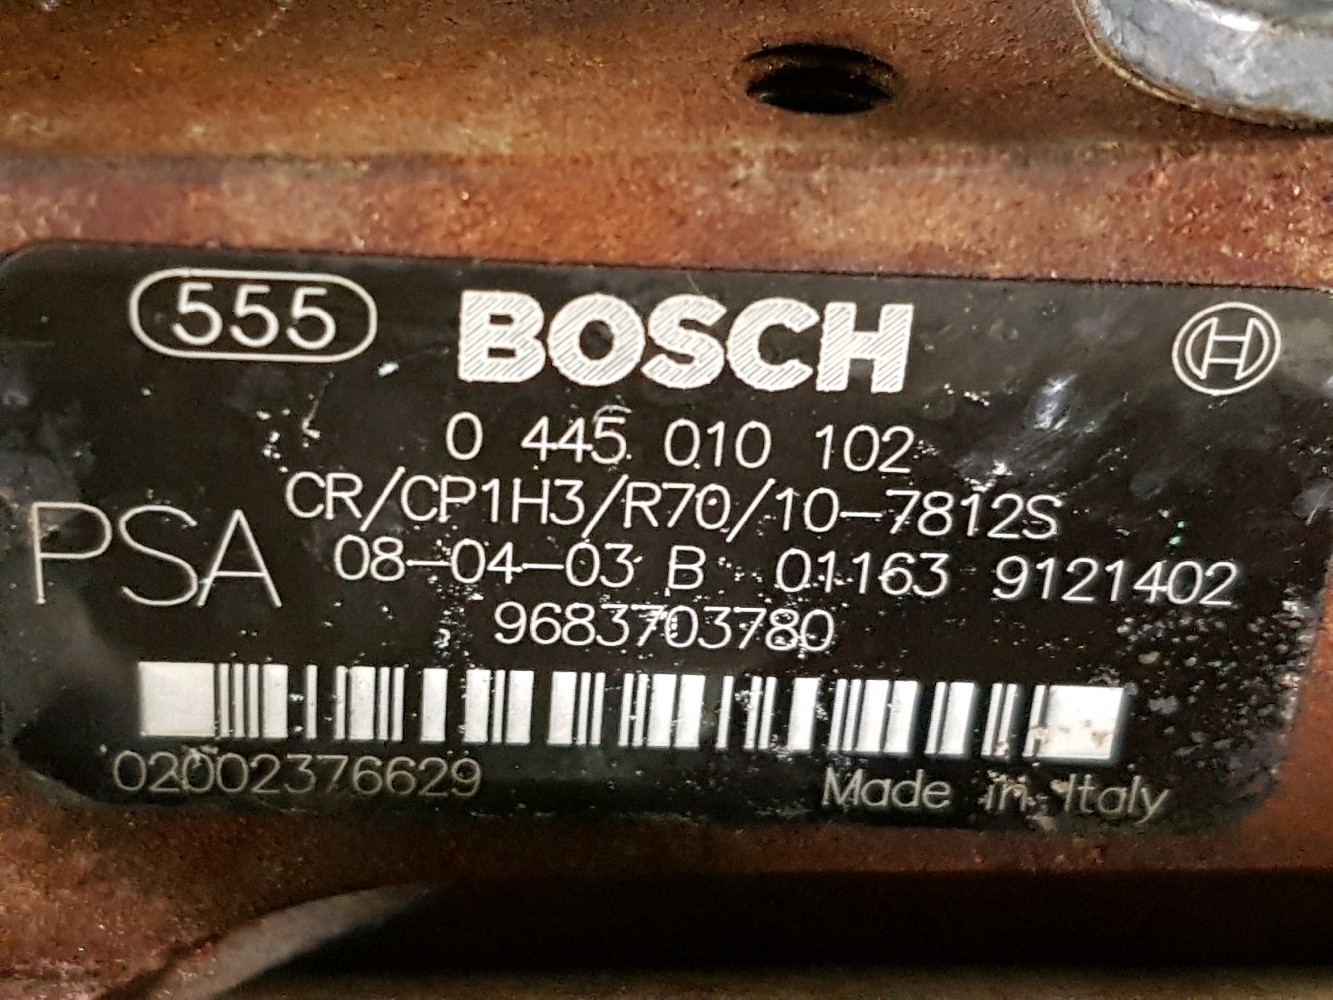 555 BOSCH
0 445 010 102
CR/CP1H3/R70/10-7812S
PSA
08-04-03 B 01163 9121402
9683703780
02002376629
Made in Italy